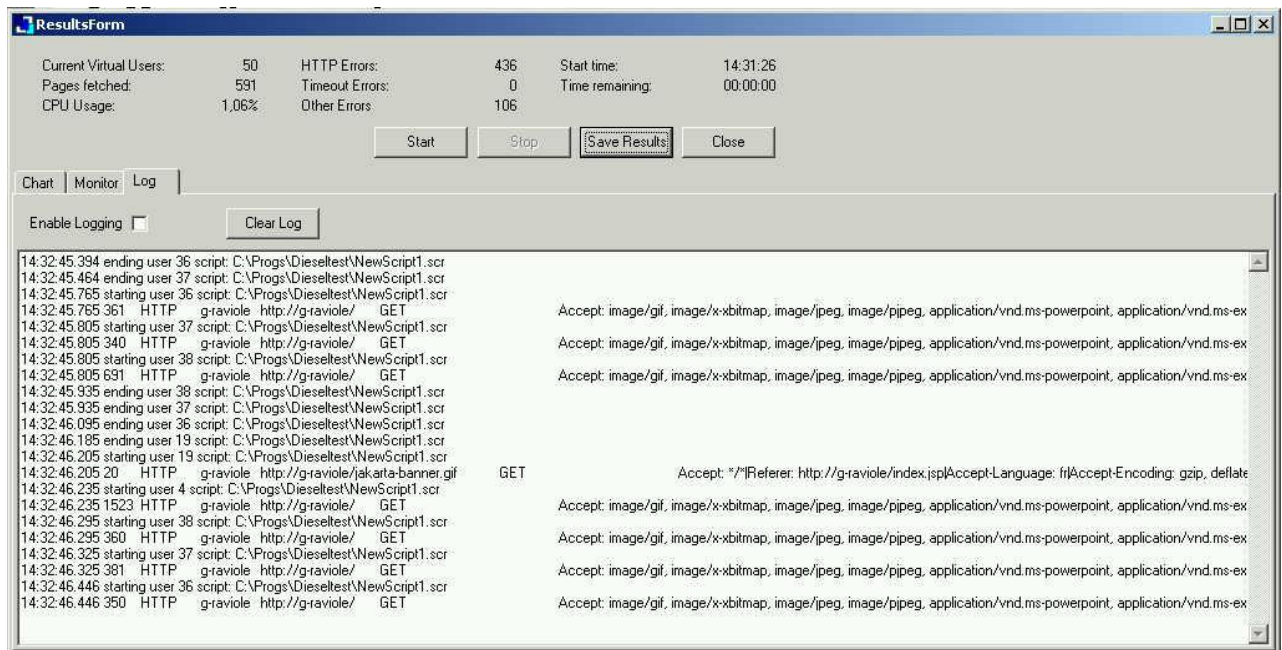 ResultsForm
Current Virtual Users: 50 HTTP Errors: 436 Start time: 14:31:26
Pages fetched: 591 Timeout Errors: 0 Time remaining: 00:00:00
CPU Usage: 1,06% Other Errors 106
Start Stop Save Results Close
Chart Monitor Log
Enable Logging Clear Log
14:32:45.394 ending user 36 script: C:\Progs\Dieseltest\NewScript1.scr
14:32:45.464 ending user 37 script: C:\Progs\Dieseltest\NewScript1.scr
14:32:45.765 starting user 36 script: C:\Progs\Dieseltest\NewScript1.scr
14:32:45.765 361 HTTP g-raviole http://g-raviole/ GET Accept: image/gif, image/x-xbitmap, image/jpeg, image/pjpeg, application/vnd.ms-powerpoint, application/vnd.ms-ex
14:32:45.805 starting user 37 script: C:\Progs\Dieseltest\NewScript1.scr
14:32:45.805 340 HTTP g-raviole http://g-raviole/ GET Accept: image/gif, image/x-xbitmap, image/jpeg, image/pjpeg, application/vnd.ms-powerpoint, application/vnd.ms-ex
14:32:45.805 starting user 38 script: C:\Progs\Dieseltest\NewScript1.scr
14:32:45.805 691 HTTP g-raviole http://g-raviole/ GET Accept: image/gif, image/x-xbitmap, image/jpeg, image/pjpeg, application/vnd.ms-powerpoint, application/vnd.ms-ex
14:32:45.935 ending user 38 script: C:\Progs\Dieseltest\NewScript1.scr
14:32:45.935 ending user 37 script: C:\Progs\Dieseltest\NewScript1.scr
14:32:46.095 ending user 36 script: C:\Progs\Dieseltest\NewScript1.scr
14:32:46.185 ending user 19 script: C:\Progs\Dieseltest\NewScript1.scr
14:32:46.205 starting user 19 script: C:\Progs\Dieseltest\NewScript1.scr
14:32:46.205 20 HTTP g-raviole http://g-raviole/jakarta-banner.gif GET Accept: */*|Referer: http://g-raviole/index.jsp|Accept-Language: fr|Accept-Encoding: gzip, deflate
14:32:46.235 starting user 4 script: C:\Progs\Dieseltest\NewScript1.scr
14:32:46.235 1523 HTTP g-raviole http://g-raviole/ GET Accept: image/gif, image/x-xbitmap, image/jpeg, image/pjpeg, application/vnd.ms-powerpoint, application/vnd.ms-ex
14:32:46.295 starting user 38 script: C:\Progs\Dieseltest\NewScript1.scr
14:32:46.295 360 HTTP g-raviole http://g-raviole/ GET Accept: image/gif, image/x-xbitmap, image/jpeg, image/pjpeg, application/vnd.ms-powerpoint, application/vnd.ms-ex
14:32:46.325 starting user 37 script: C:\Progs\Dieseltest\NewScript1.scr
14:32:46.325 381 HTTP g-raviole http://g-raviole/ GET Accept: image/gif, image/x-xbitmap, image/jpeg, image/pjpeg, application/vnd.ms-powerpoint, application/vnd.ms-ex
14:32:46.446 starting user 36 script: C:\Progs\Dieseltest\NewScript1.scr
14:32:46.446 350 HTTP g-raviole http://g-raviole/ GET Accept: image/gif, image/x-xbitmap, image/jpeg, image/pjpeg, application/vnd.ms-powerpoint, application/vnd.ms-ex